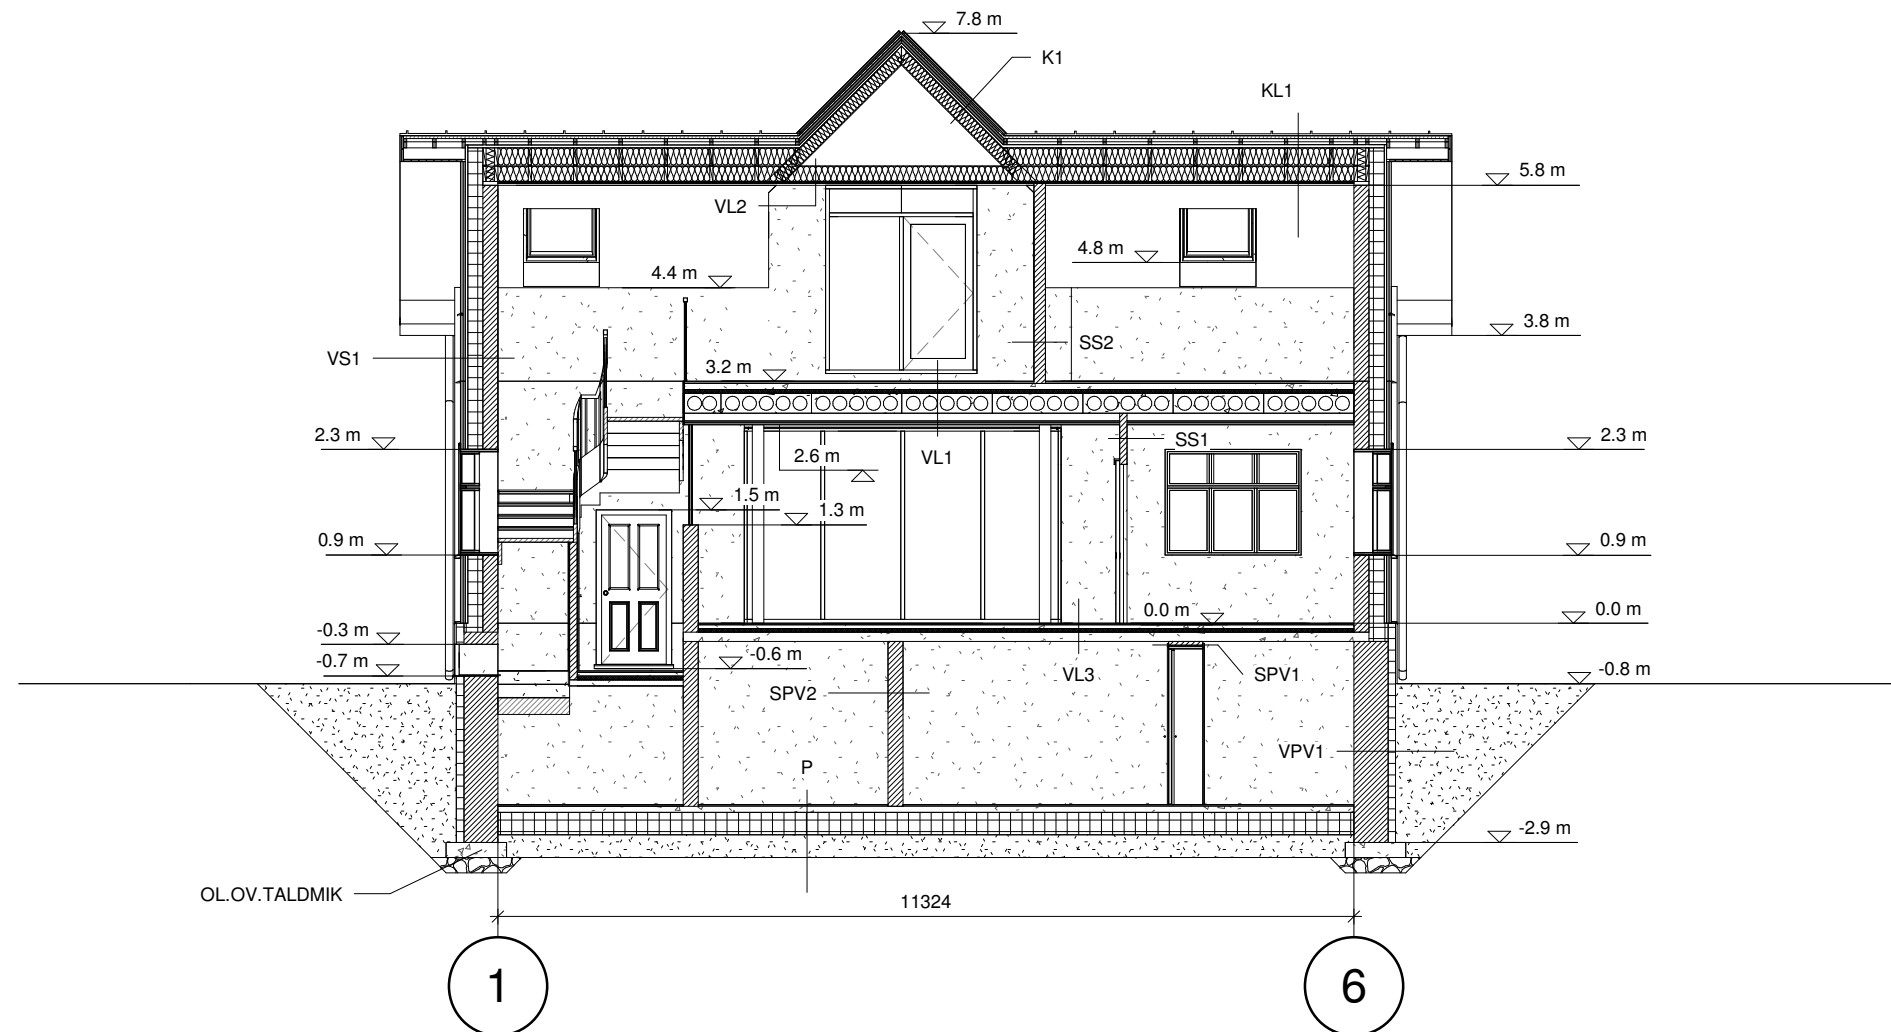 7.8 m
K1
KL1
5.8 m
VL2
4.8 m
4.4 m
3.8 m
SS2
VS1
3.2 m
2.3 m
SS1
2.3 m
VL1
2.6 m
1.5 m
1.3 m
0.9 m
0.9 m
0.0 m
0.0 m
-0.3 m
-0.7 m
-0.6 m
VL3
SPV1
-0.8 m
SPV2
VPV1
P
-2.9 m
OL.OV.TALDMIK
11324
1
6